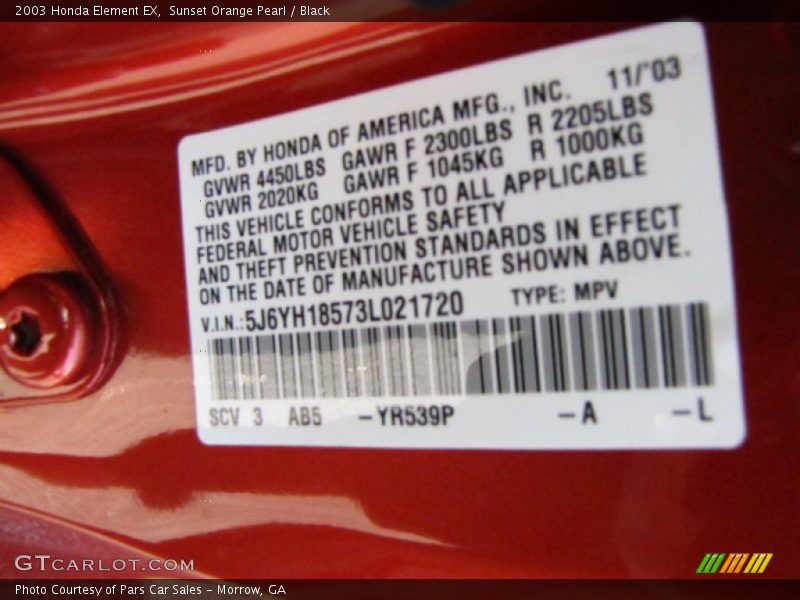 2003 Honda Element EX, Sunset Orange Pearl / Black
MFD. BY HONDA OF AMERICA MFG., INC. 11/'03
GVWR 4450LBS GAWR F 2300LBS R 2205LBS
GVWR 2020KG GAWR F 1045KG R 1000KG
THIS VEHICLE CONFORMS TO ALL APPLICABLE
FEDERAL MOTOR VEHICLE SAFETY
AND THEFT PREVENTION STANDARDS IN EFFECT
ON THE DATE OF MANUFACTURE SHOWN ABOVE.
V.I.N.:5J6YH18573L021720 TYPE: MPV
SCV 3 AB5 -YR539P -A -L
GTCARLOT.COM
Photo Courtesy of Pars Car Sales - Morrow, GA